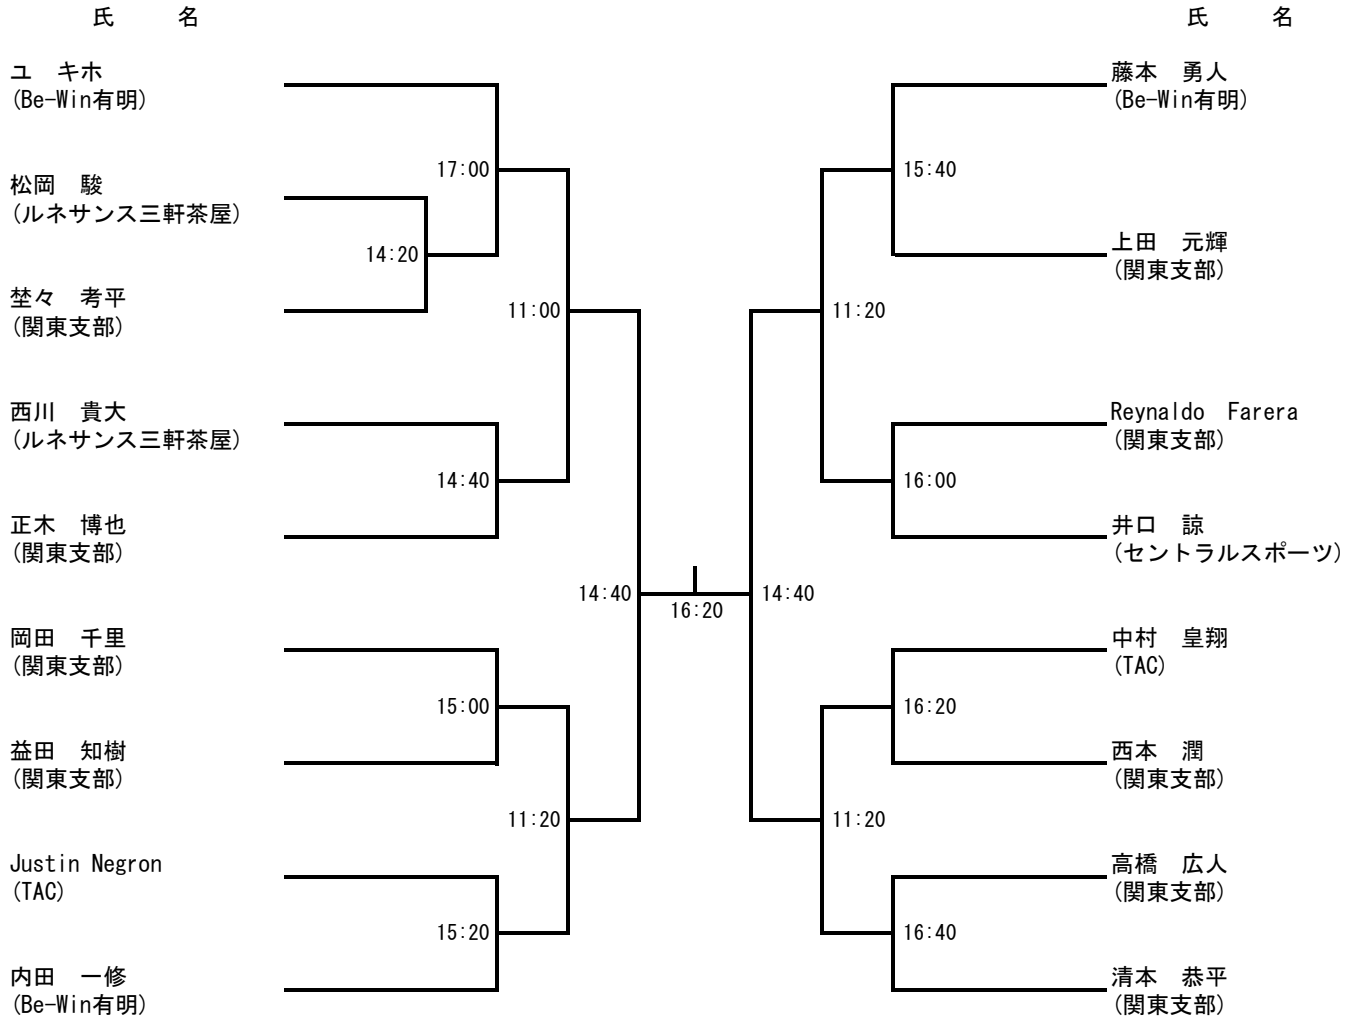 氏　　名
ユ　キホ
(Be-Win有明)
17:00
松岡　駿
(ルネサンス三軒茶屋)
14:20
埜々　考平
(関東支部)
11:00
西川　貴大
(ルネサンス三軒茶屋)
14:40
正木　博也
(関東支部)
14:40
岡田　千里
(関東支部)
15:00
益田　知樹
(関東支部)
11:20
Justin Negron
(TAC)
15:20
内田　一修
(Be-Win有明)
16:20
氏　　名
藤本　勇人
(Be-Win有明)
15:40
上田　元輝
(関東支部)
11:20
Reynaldo　Farera
(関東支部)
16:00
井口　諒
(セントラルスポーツ)
14:40
中村　皇翔
(TAC)
16:20
西本　潤
(関東支部)
11:20
高橋　広人
(関東支部)
16:40
清本　恭平
(関東支部)